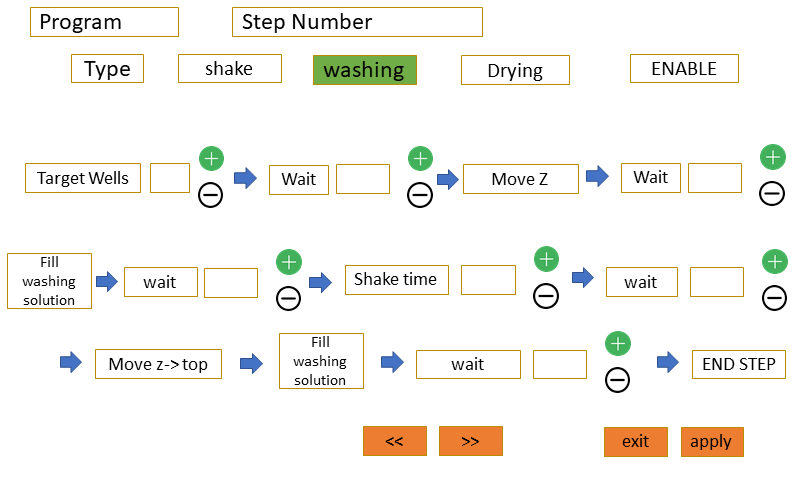 Program
Step Number
Type
shake
washing
Drying
ENABLE
Target Wells
Wait
Move Z
Wait
Fill
washing
solution
wait
Shake time
wait
Move z->top
Fill
washing
solution
wait
END STEP
<<
>>
exit
apply